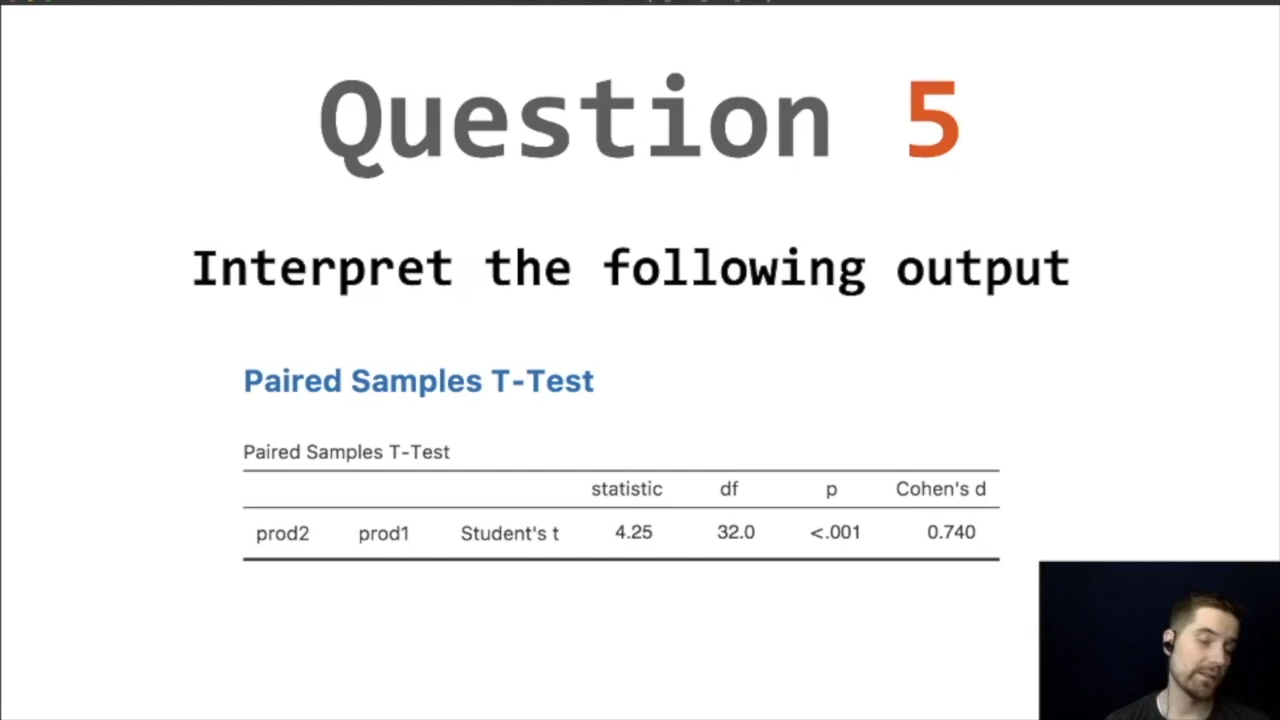 Question 5
Interpret the following output
Paired Samples T-Test
Paired Samples T-Test
statistic df p Cohen's d
prod2 prod1 Student's t 4.25 32.0 <.001 0.740